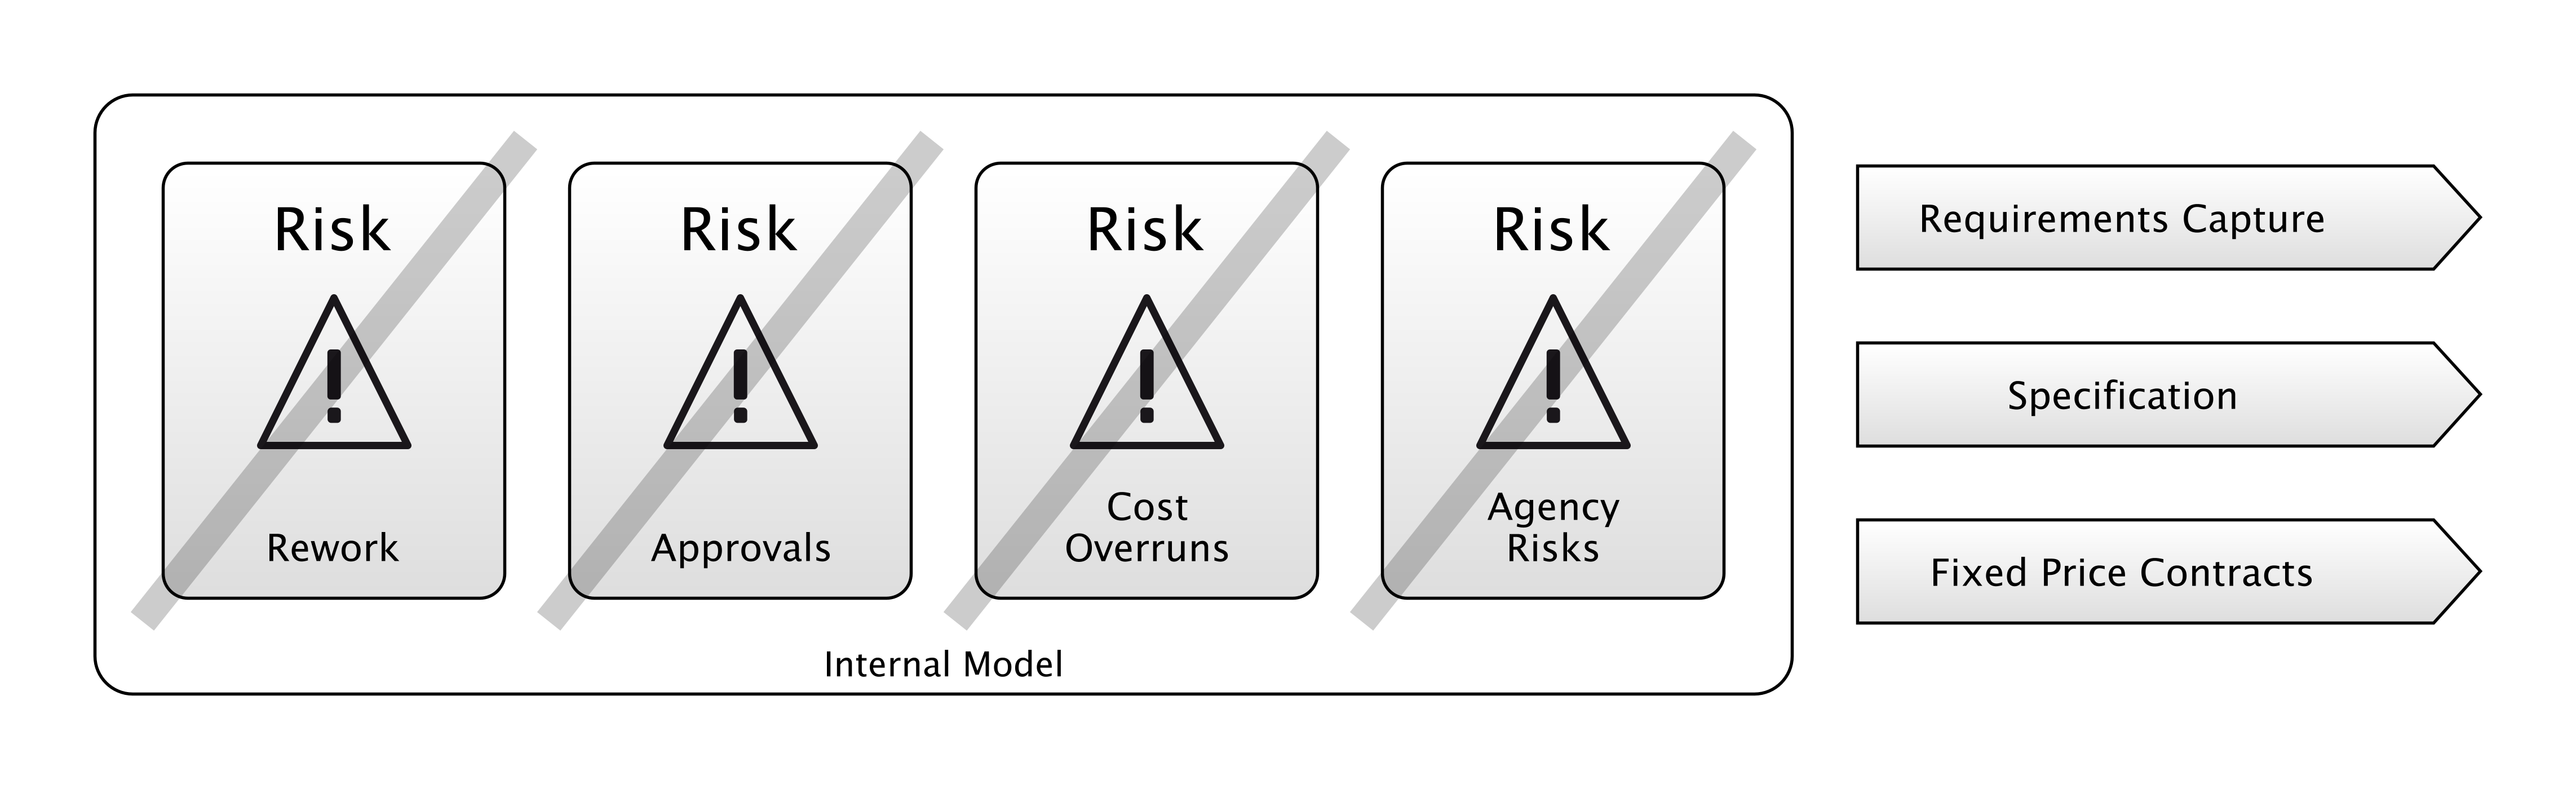 Risk
Rework
Risk
Approvals
Risk
Cost
Overruns
Risk
Agency
Risks
Internal Model
Requirements Capture
Specification
Fixed Price Contracts